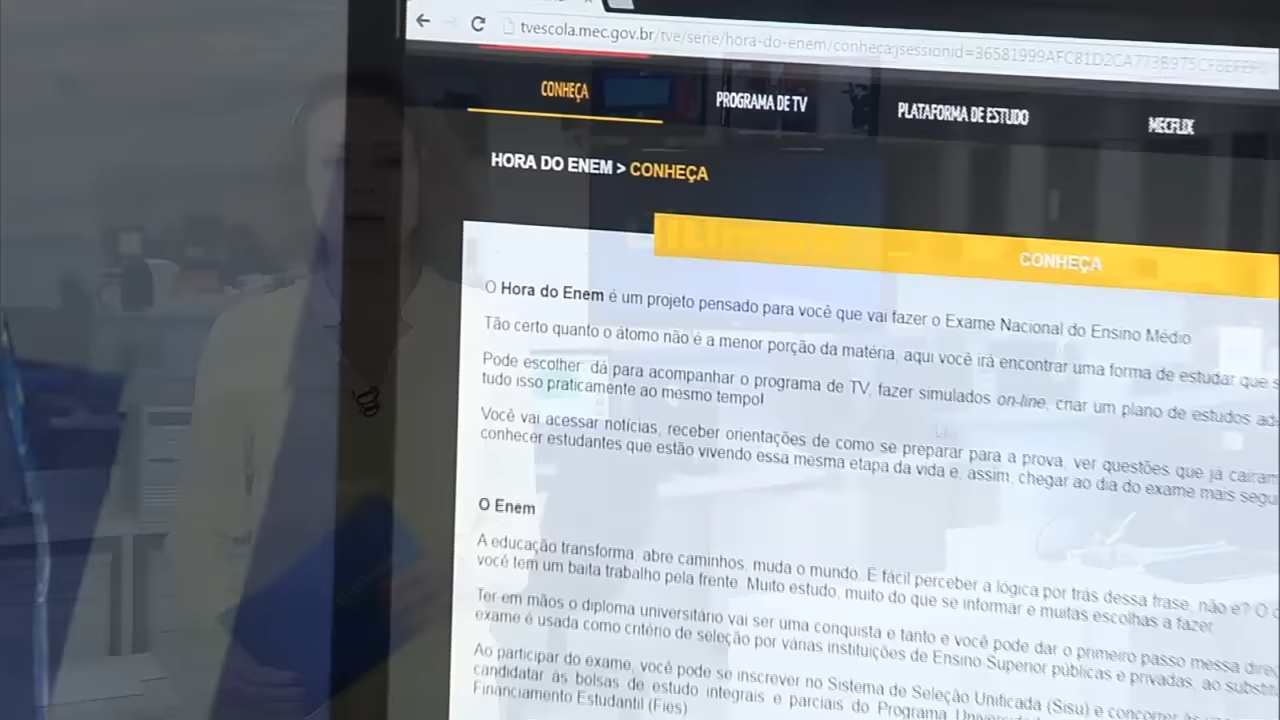 tvescola.mec.gov.br/tve/serie/hora-do-enem/conheca;jsessionid=36581999AFC81D2CA773B975
CONHEÇA PROGRAMA DE TV PLATAFORMA DE ESTUDO MECFLIX
HORA DO ENEM > CONHEÇA
CONHEÇA
O Hora do Enem é um projeto pensado para você que vai fazer o Exame Nacional do Ensino Médio
Tão certo quanto o átomo não é a menor porção da matéria, aqui você irá encontrar uma forma de estudar que
Pode escolher: dá para acompanhar o programa de TV, fazer simulados on-line, criar um plano de estudos
tudo isso praticamente ao mesmo tempo!
Você vai acessar notícias, receber orientações de como se preparar para a prova, ver questões que já caíram
conhecer estudantes que estão vivendo essa mesma etapa da vida e, assim, chegar ao dia do exame mais
O Enem
A educação transforma, abre caminhos, muda o mundo. É fácil perceber a lógica por trás dessa frase, não é? O
você tem um baita trabalho pela frente. Muito estudo, muito do que se informar e muitas escolhas a fazer.
Ter em mãos o diploma universitário vai ser uma conquista e tanto e você pode dar o primeiro passo nessa
exame é usada como critério de seleção por várias instituições de Ensino Superior públicas e privadas, ao
Ao participar do exame, você pode se inscrever no Sistema de Seleção Unificada (Sisu) e concorrer às
candidatar às bolsas de estudo integrais e parciais do Programa
Financiamento Estudantil (Fies)